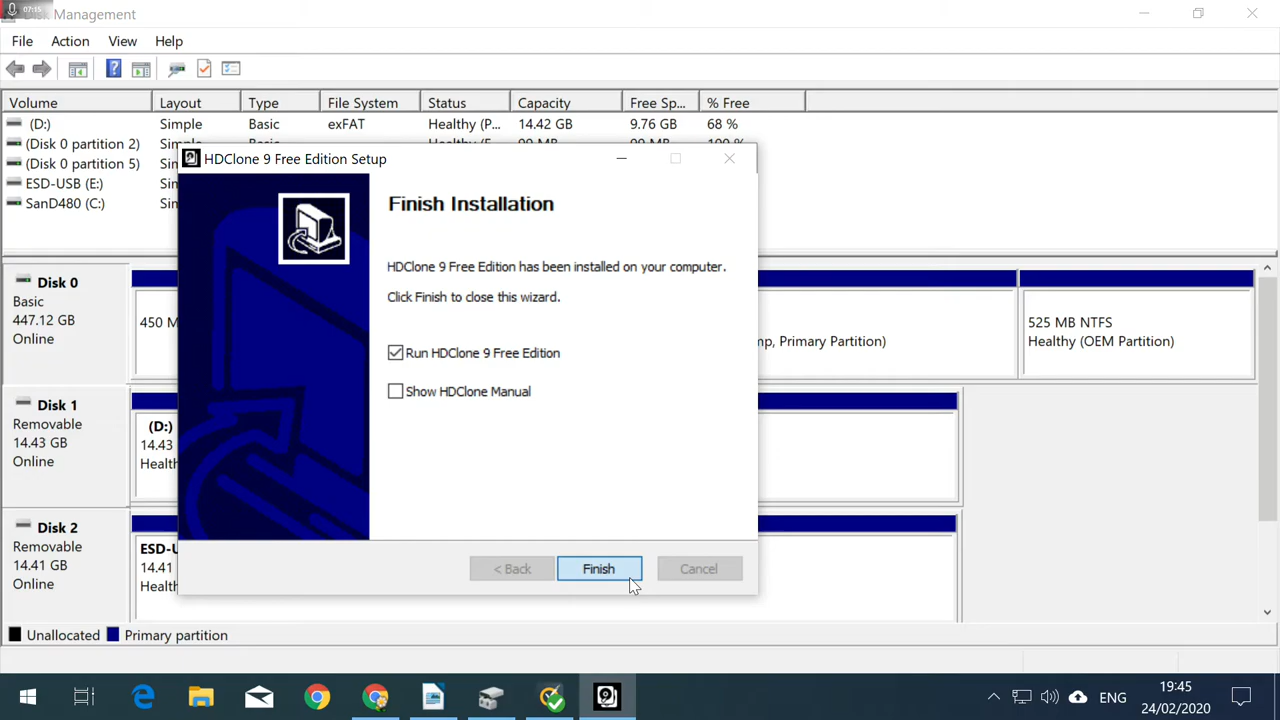 07:15
Disk Management
File Action View Help
Volume Layout Type File System Status Capacity Free Sp... % Free
(D:) Simple Basic exFAT Healthy (P... 14.42 GB 9.76 GB 68 %
(Disk 0 partition 2)
(Disk 0 partition 5)
ESD-USB (E:)
SanD480 (C:)
HDClone 9 Free Edition Setup
Finish Installation
HDClone 9 Free Edition has been installed on your computer.
Click Finish to close this wizard.
Run HDClone 9 Free Edition
Show HDClone Manual
< Back Finish Cancel
Disk 0
Basic
447.12 GB
Online
450 M
mp, Primary Partition)
525 MB NTFS
Healthy (OEM Partition)
Disk 1
Removable
14.43 GB
Online
(D:)
14.43
Health
Disk 2
Removable
14.41 GB
Online
ESD-U
14.41
Health
Unallocated Primary partition
ENG
19:45
24/02/2020